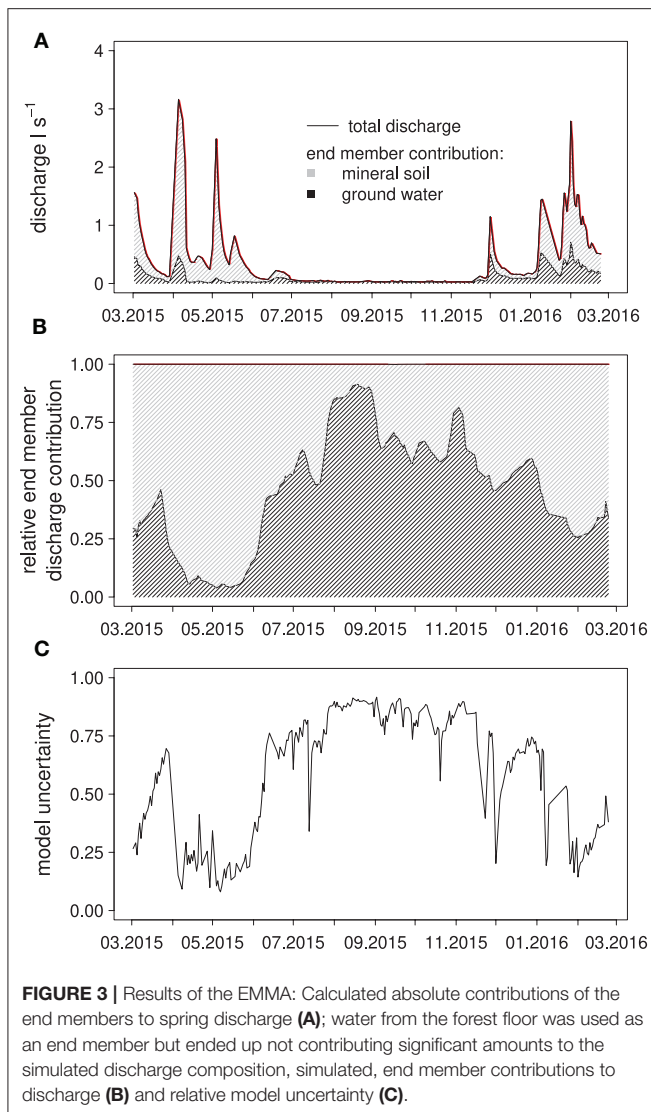 A
4
3
2
1
0
discharge l s⁻¹
total discharge
end member contribution:
mineral soil
ground water
03.2015 05.2015 07.2015 09.2015 11.2015 01.2016 03.2016
B
1.00
0.75
0.50
0.25
0.00
relative end member
discharge contribution
03.2015 05.2015 07.2015 09.2015 11.2015 01.2016 03.2016
C
1.00
0.75
0.50
0.25
0.00
model uncertainty
03.2015 05.2015 07.2015 09.2015 11.2015 01.2016 03.2016
FIGURE 3 | Results of the EMMA: Calculated absolute contributions of the
end members to spring discharge (A); water from the forest floor was used as
an end member but ended up not contributing significant amounts to the
simulated discharge composition, simulated, end member contributions to
discharge (B) and relative model uncertainty (C).